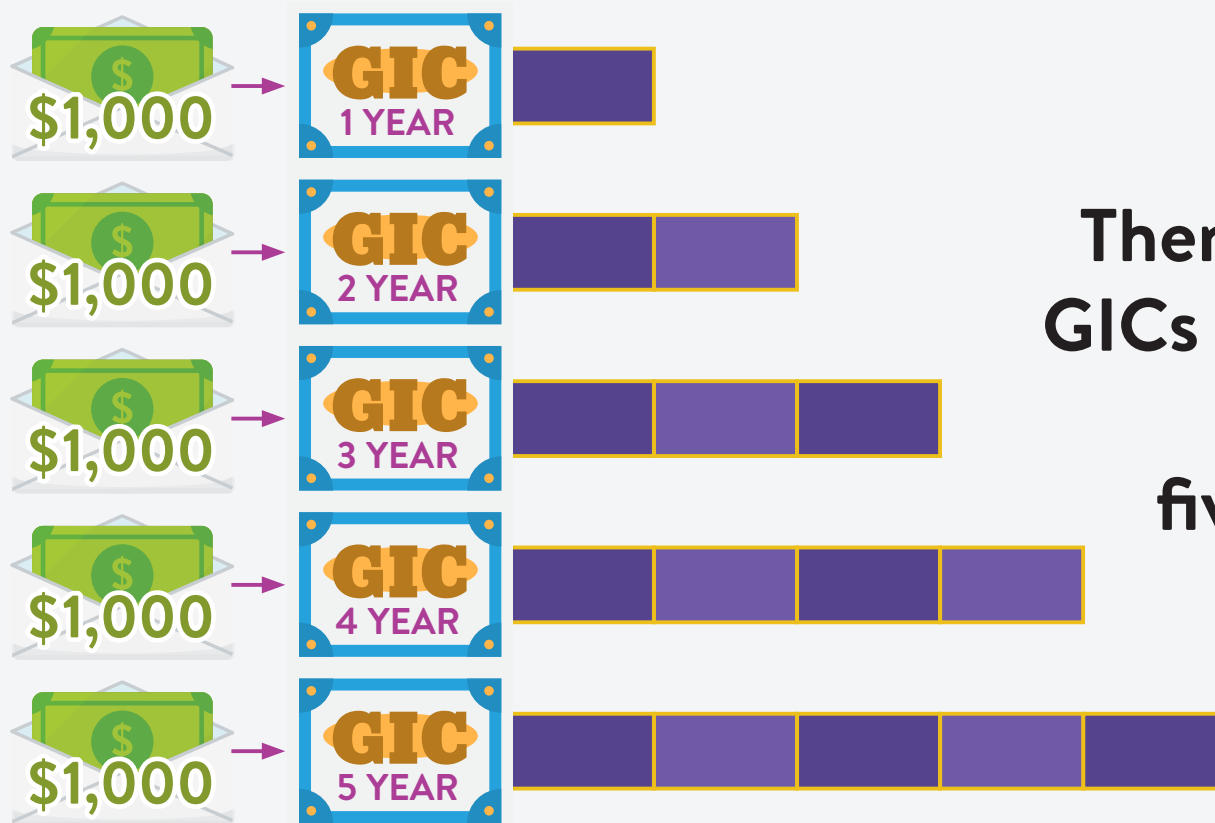 $
$1,000
GIC
1 YEAR
$
$1,000
GIC
2 YEAR
Then
GICs
$
$1,000
GIC
3 YEAR
$
$1,000
GIC
4 YEAR
$
$1,000
GIC
5 YEAR